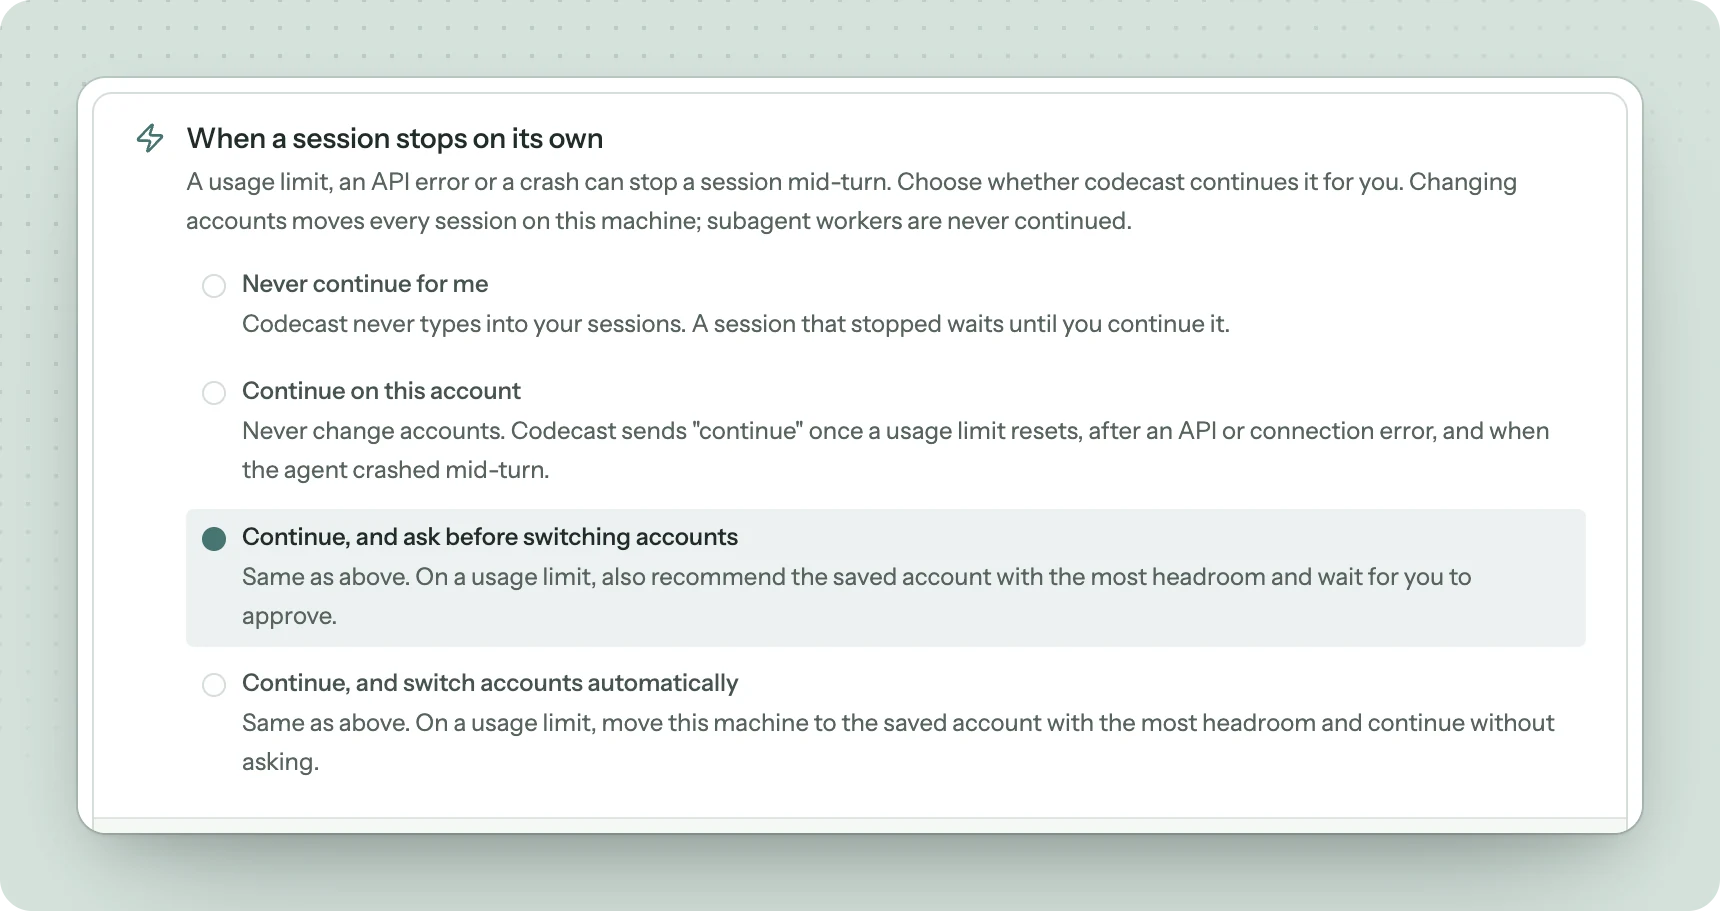 When a session stops on its own
A usage limit, an API error or a crash can stop a session mid-turn. Choose whether codecast continues it for you. Changing
accounts moves every session on this machine; subagent workers are never continued.
Never continue for me
Codecast never types into your sessions. A session that stopped waits until you continue it.
Continue on this account
Never change accounts. Codecast sends "continue" once a usage limit resets, after an API or connection error, and when
the agent crashed mid-turn.
Continue, and ask before switching accounts
Same as above. On a usage limit, also recommend the saved account with the most headroom and wait for you to
approve.
Continue, and switch accounts automatically
Same as above. On a usage limit, move this machine to the saved account with the most headroom and continue without
asking.